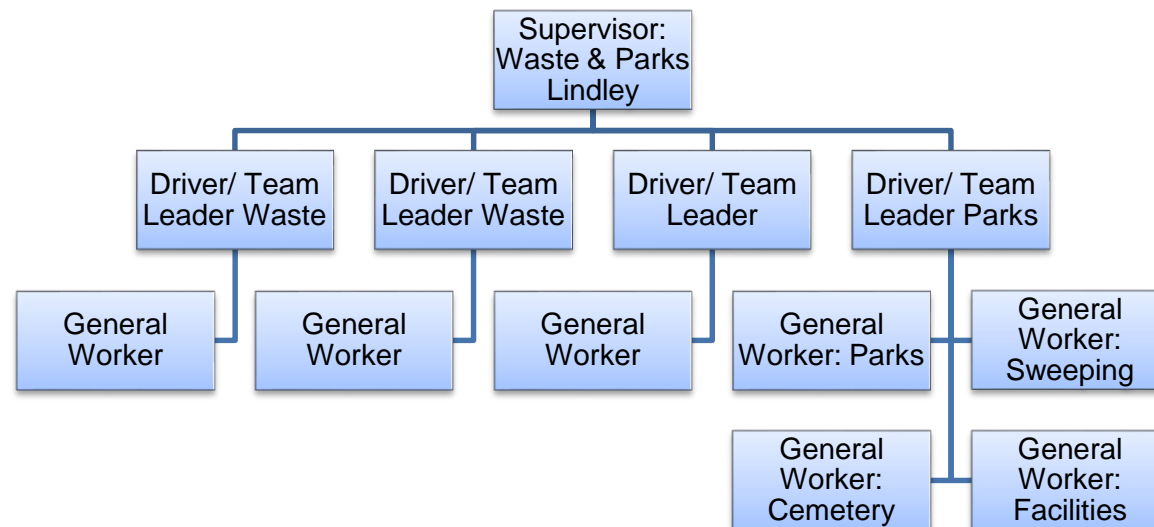 Supervisor:
Waste & Parks
Lindley
Driver/ Team
Leader Waste
Driver/ Team
Leader Waste
Driver/ Team
Leader
Driver/ Team
Leader Parks
General
Worker
General
Worker
General
Worker
General
Worker: Parks
General
Worker:
Sweeping
General
Worker:
Cemetery
General
Worker:
Facilities